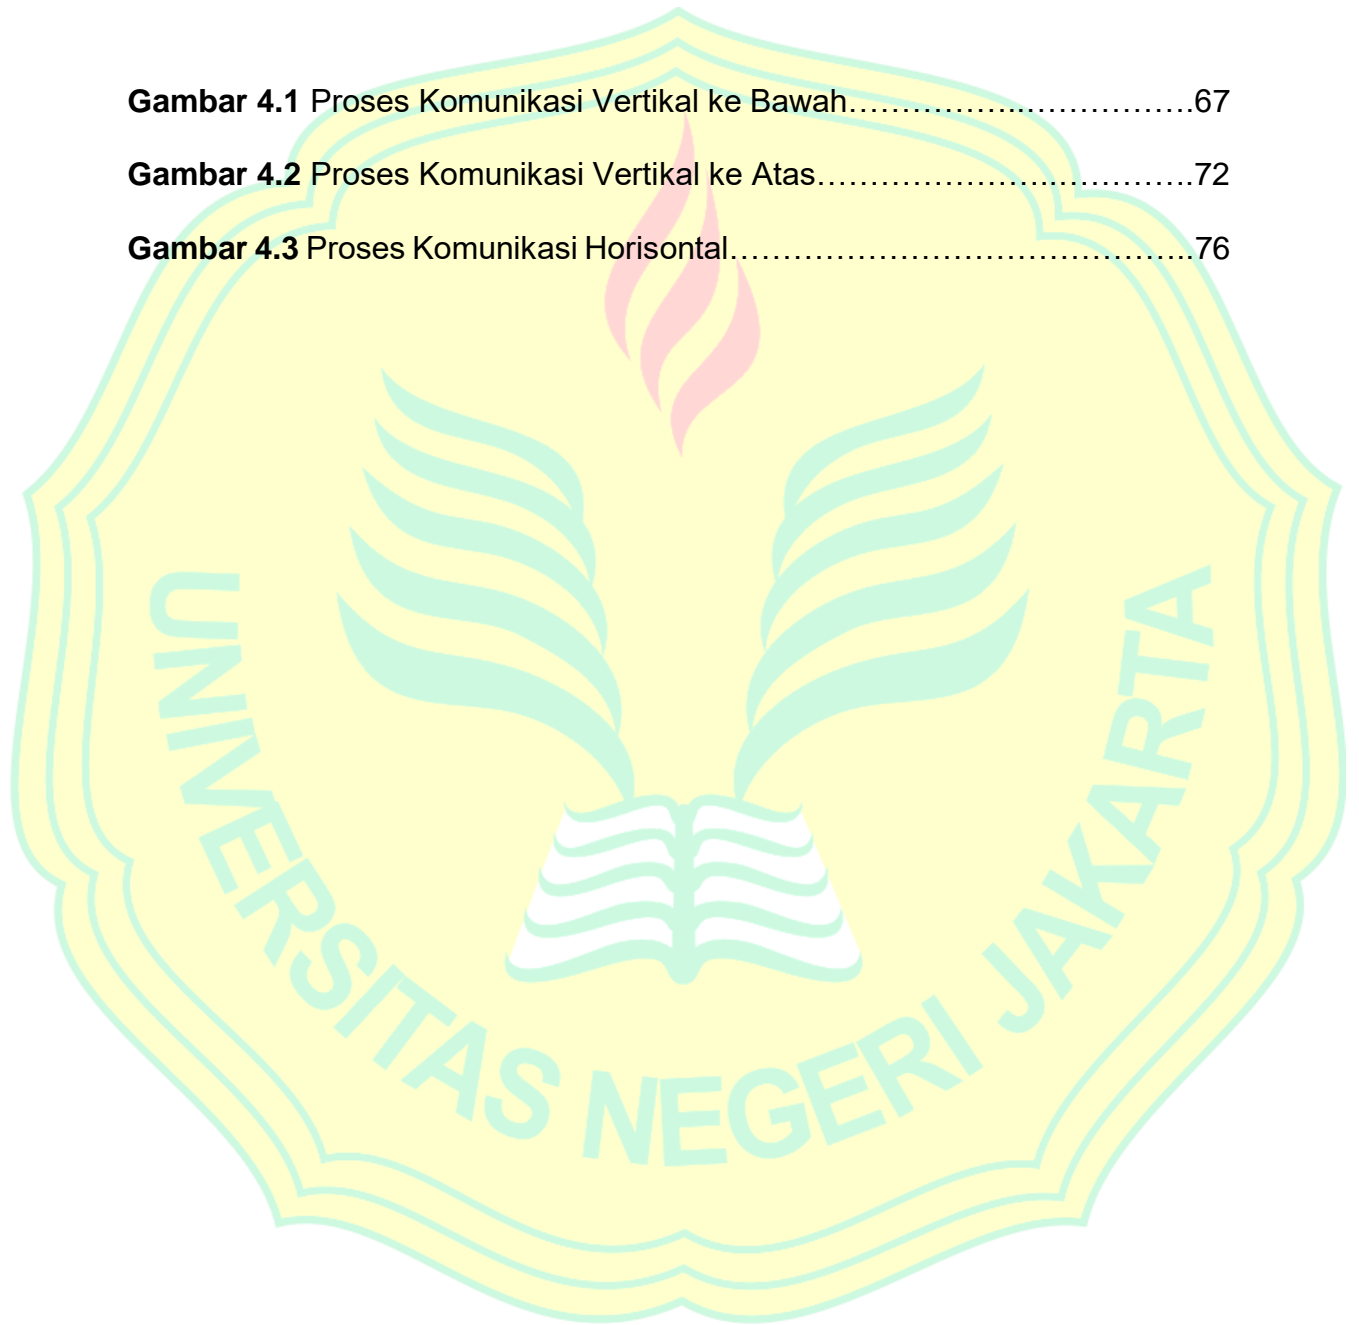 Gambar 4.1 Proses Komunikasi Vertikal ke Bawah……………………………67
Gambar 4.2 Proses Komunikasi Vertikal ke Atas………………………………72
Gambar 4.3 Proses Komunikasi Horisontal………………………………………76
UNIVERSITAS NEGERI JAKARTA